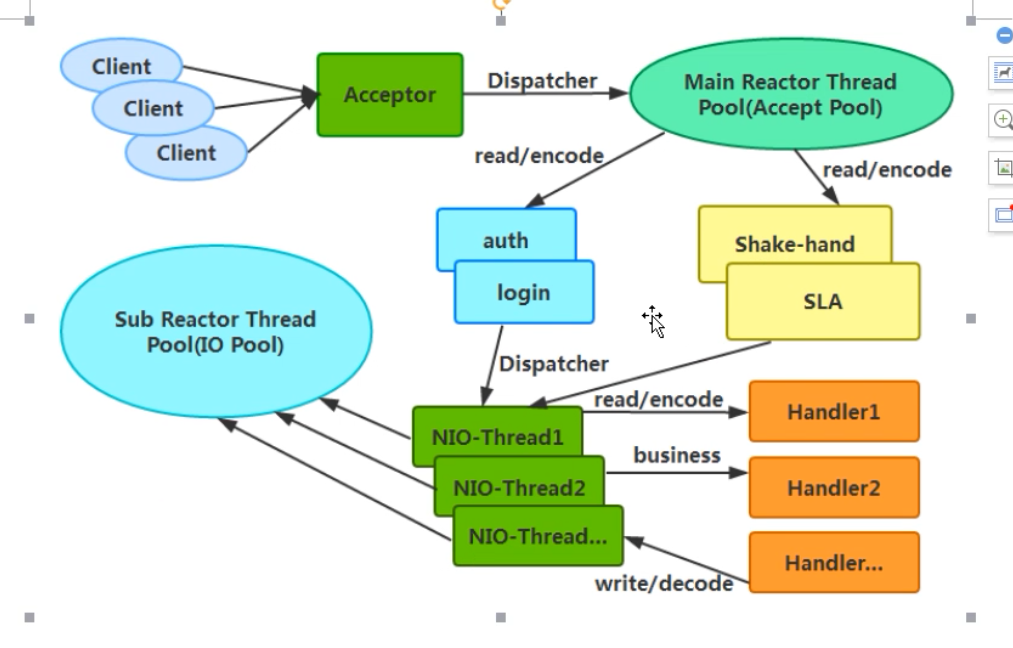 Client
Client
Client
Acceptor
Dispatcher
Main Reactor Thread
Pool(Accept Pool)
read/encode
read/encode
auth
login
Shake-hand
SLA
Sub Reactor Thread
Pool(IO Pool)
Dispatcher
NIO-Thread1
NIO-Thread2
NIO-Thread...
read/encode
business
write/decode
Handler1
Handler2
Handler...